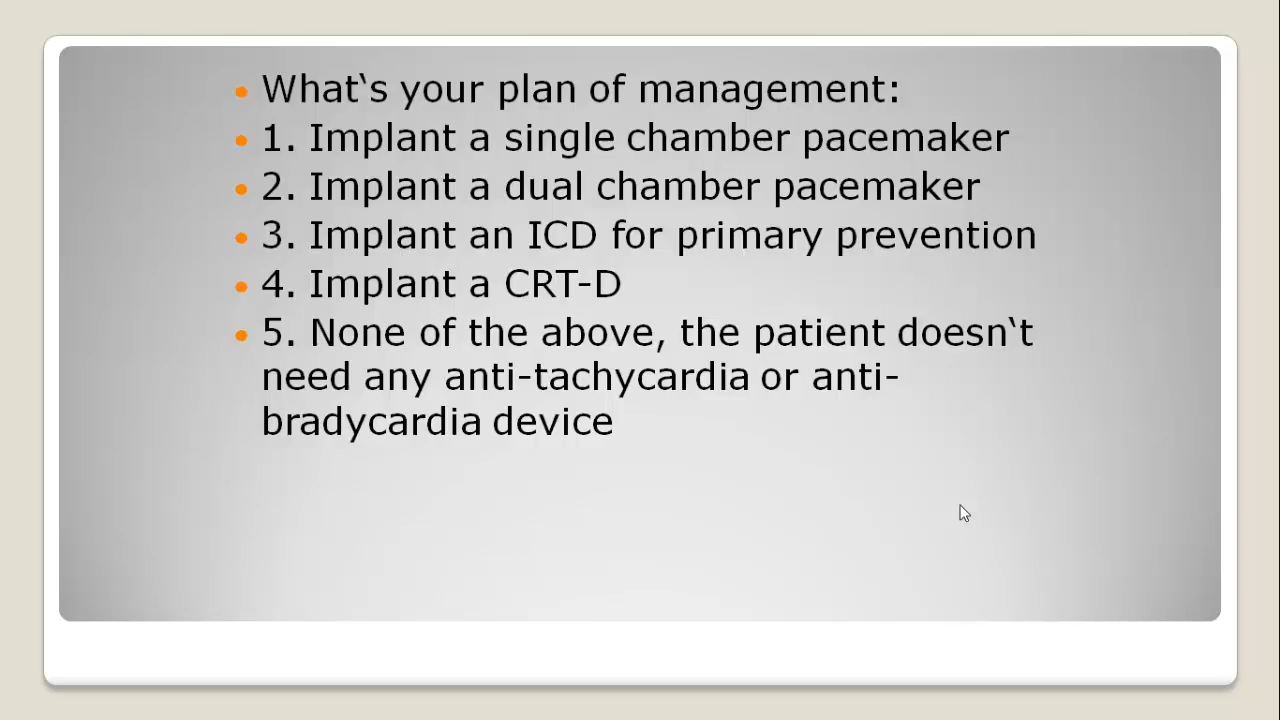 What‛s your plan of management:
1. Implant a single chamber pacemaker
2. Implant a dual chamber pacemaker
3. Implant an ICD for primary prevention
4. Implant a CRT-D
5. None of the above, the patient doesn‛t
need any anti-tachycardia or anti-
bradycardia device